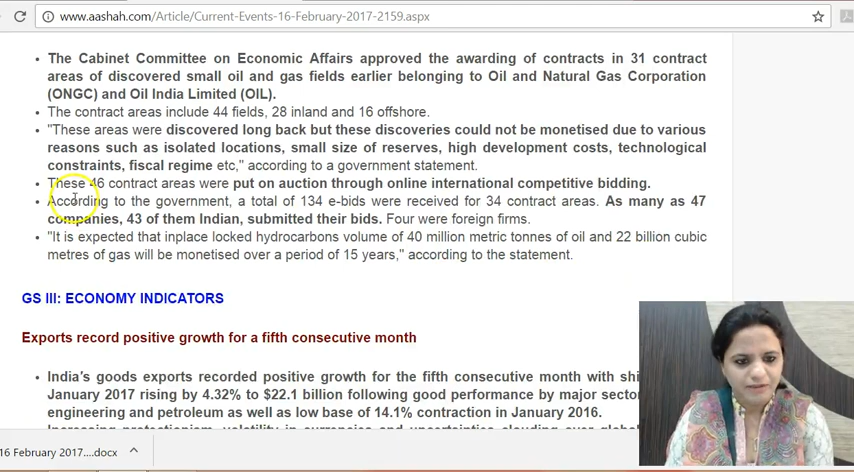 www.aashah.com/Article/Current-Events-16-February-2017-2159.aspx
The Cabinet Committee on Economic Affairs approved the awarding of contracts in 31 contract
areas of discovered small oil and gas fields earlier belonging to Oil and Natural Gas Corporation
(ONGC) and Oil India Limited (OIL).
The contract areas include 44 fields, 28 inland and 16 offshore.
"These areas were discovered long back but these discoveries could not be monetised due to various
reasons such as isolated locations, small size of reserves, high development costs, technological
constraints, fiscal regime etc," according to a government statement.
These 46 contract areas were put on auction through online international competitive bidding.
According to the government, a total of 134 e-bids were received for 34 contract areas. As many as 47
companies, 43 of them Indian, submitted their bids. Four were foreign firms.
"It is expected that inplace locked hydrocarbons volume of 40 million metric tonnes of oil and 22 billion cubic
metres of gas will be monetised over a period of 15 years," according to the statement.
GS III: ECONOMY INDICATORS
Exports record positive growth for a fifth consecutive month
India's goods exports recorded positive growth for the fifth consecutive month with shi
January 2017 rising by 4.32% to $22.1 billion following good performance by major sector
engineering and petroleum as well as low base of 14.1% contraction in January 2016.
Increasing protectionism, volatility in currencies and uncertainties clouding over global
16 February 2017....docx